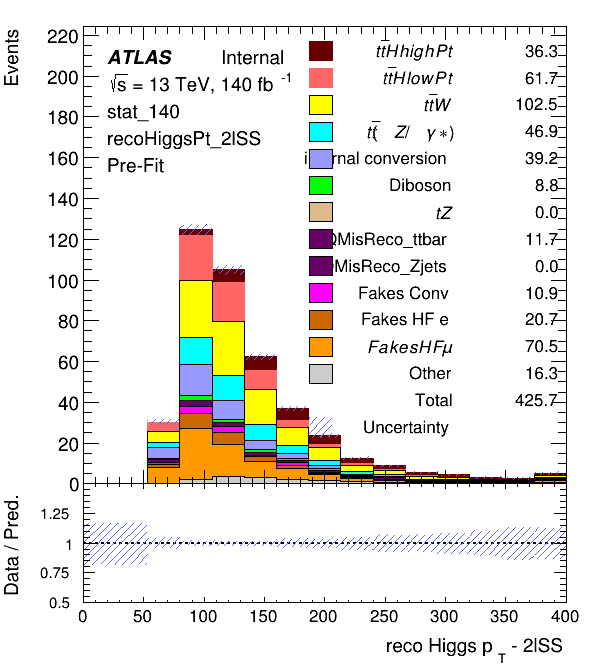 Events
220
200
180
160
140
120
100
80
60
40
20
0
ATLAS Internal
√s = 13 TeV, 140 fb -1
stat_140
recoHiggsPt_2lSS
Pre-Fit
tt̄HhighPt 36.3
tt̄HlowPt 61.7
tt̄W 102.5
tt̄( Z/ γ*) 46.9
rnal conversion 39.2
Diboson 8.8
tZ 0.0
QMisReco_ttbar 11.7
MisReco_Zjets 0.0
Fakes Conv 10.9
Fakes HF e 20.7
FakesHFμ 70.5
Other 16.3
Total 425.7
Uncertainty
Data / Pred.
1.25
1
0.75
0.5
0 50 100 150 200 250 300 350 400
reco Higgs p T - 2lSS